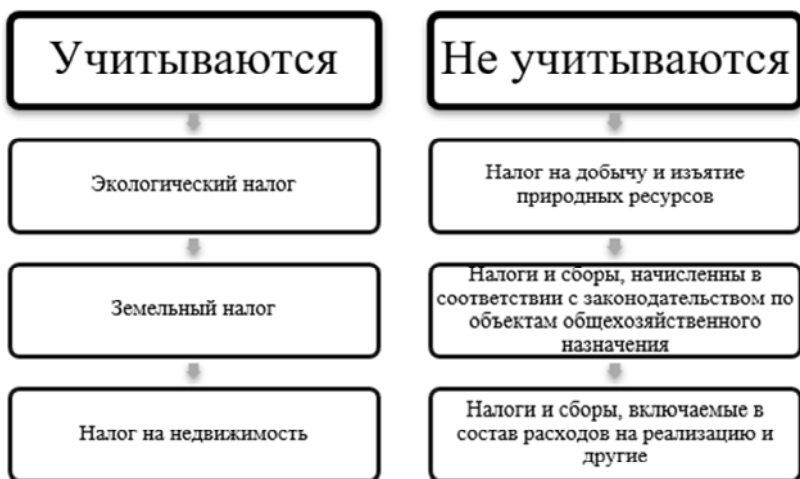 Учитываются
Экологический налог
Земельный налог
Налог на недвижимость
Не учитываются
Налог на добычу и изъятие
природных ресурсов
Налоги и сборы, начисленны в
соответствии с законодательством по
объектам общехозяйственного
назначения
Налоги и сборы, включаемые в
состав расходов на реализацию и
другие